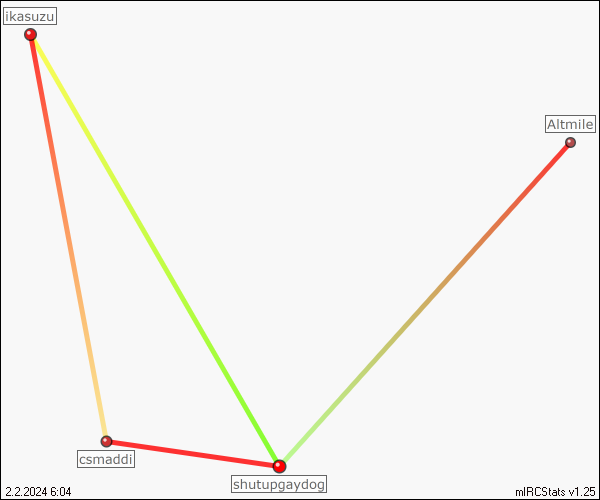 ikasuzu
Altmile
csmaddi
shutupgaydog
2.2.2024 6:04
mIRCStats v1.25